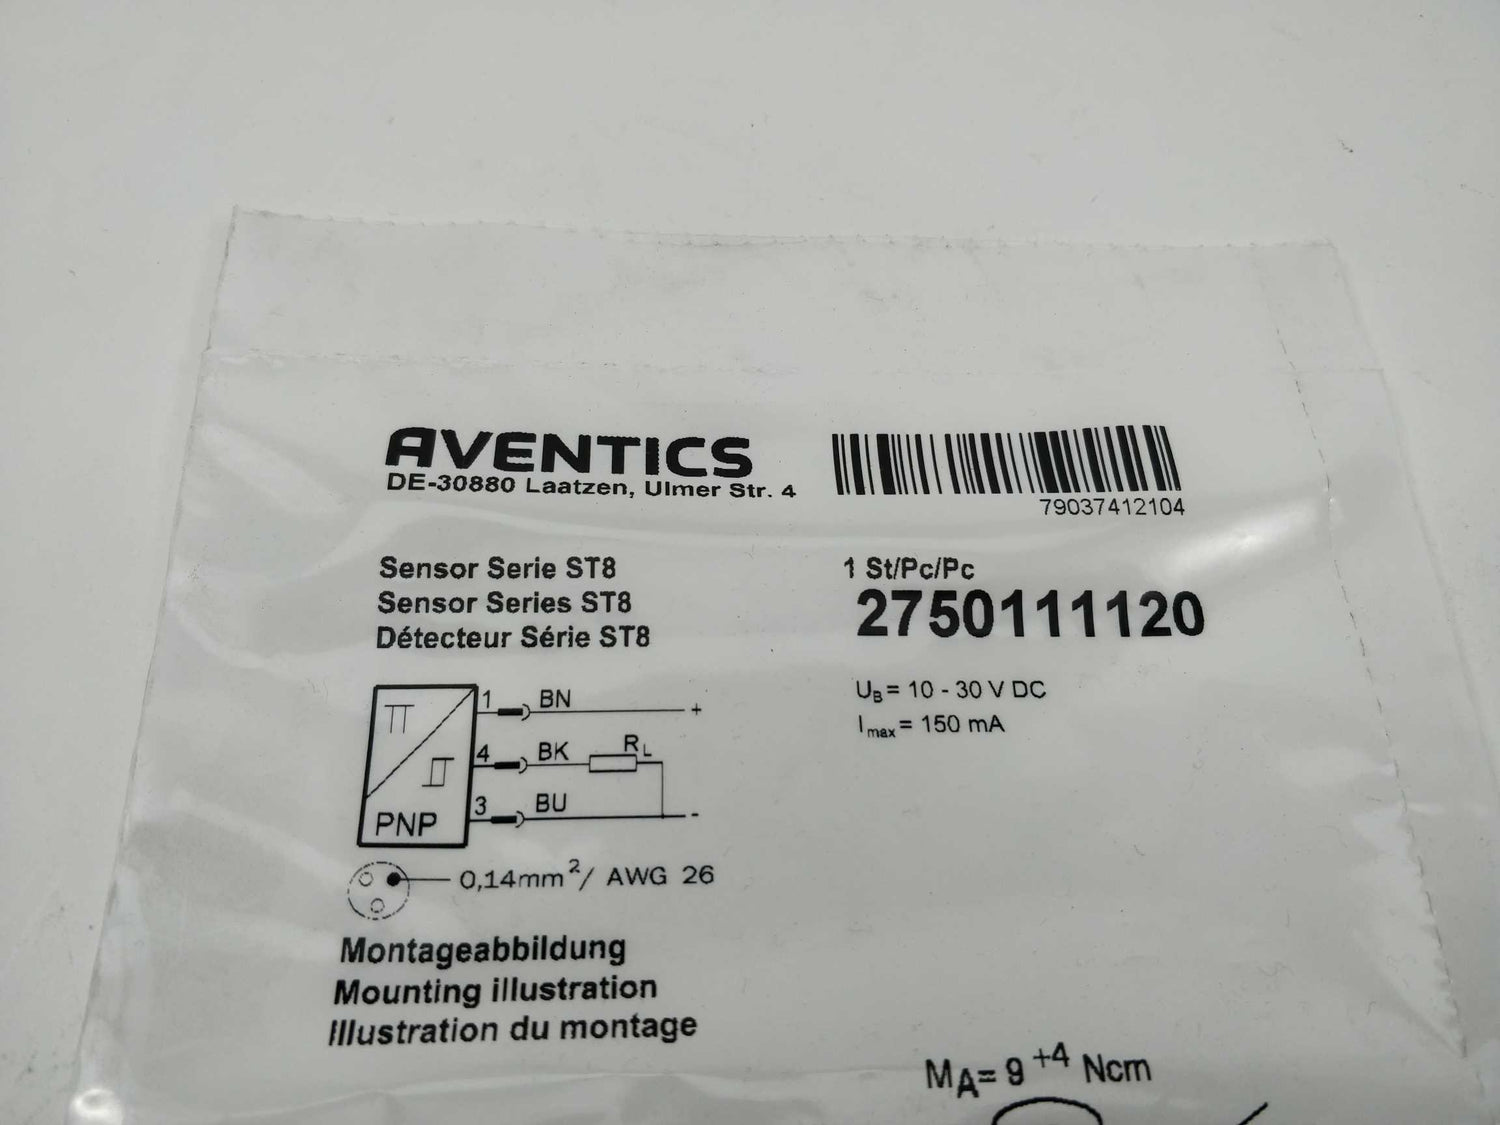 AVENTICS
DE-30880 Laatzen, Ulmer Str. 4
79037412104
Sensor Serie ST8
Sensor Series ST8
Détecteur Série ST8
1 St/Pc/Pc
2750111120
UB= 10 - 30 V DC
Imax= 150 mA
1 BN +
4 BK RL
3 BU -
PNP
0,14mm²/ AWG 26
Montageabbildung
Mounting illustration
Illustration du montage
MA= 9 +4 Ncm